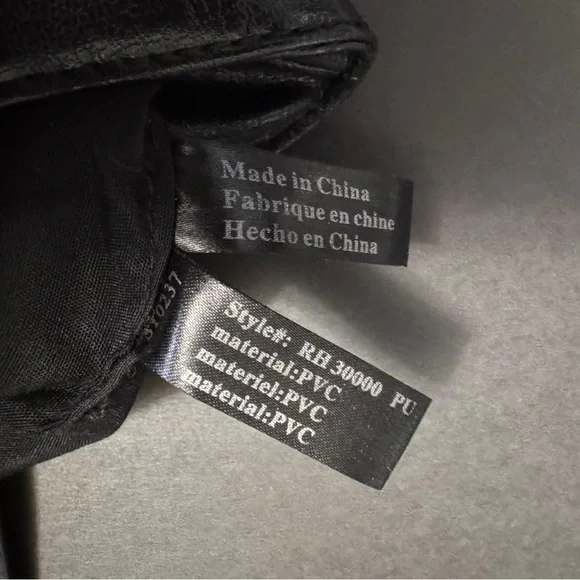 Made in China
Fabrique en chine
Hecho en China
Style#: RH 30000 PU
material:PVC
materiel:PVC
material:PVC